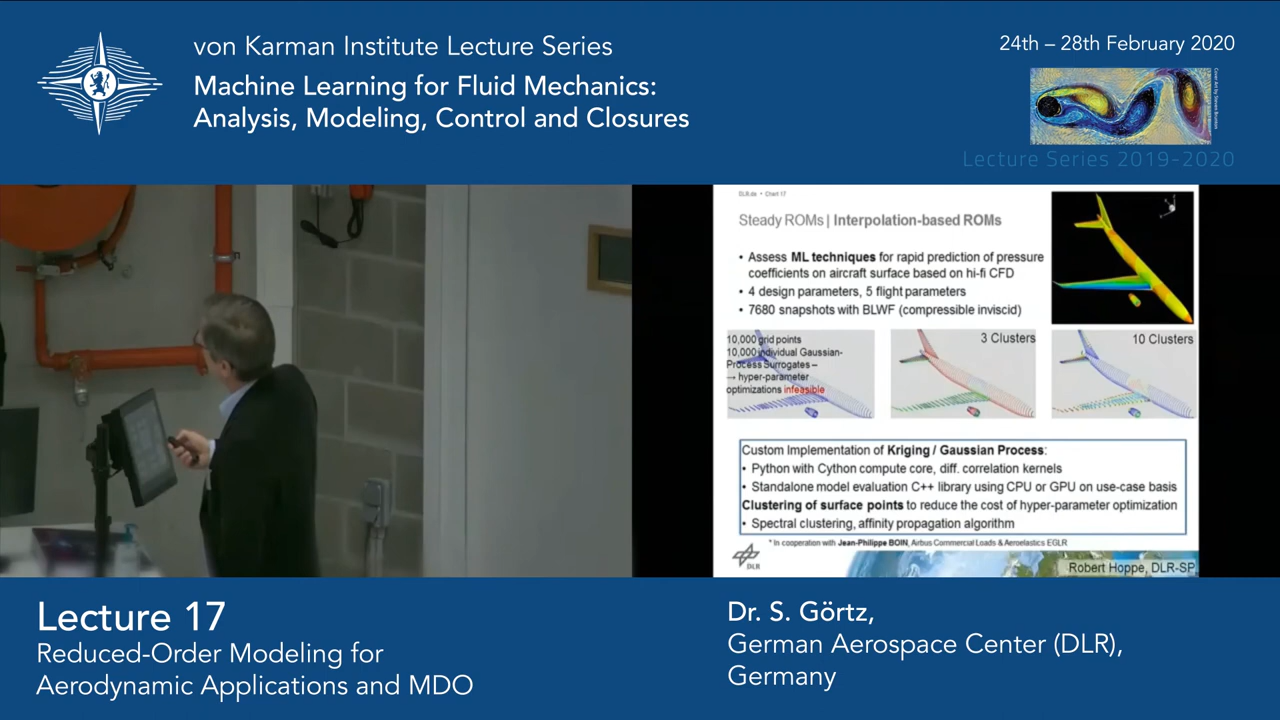 von Karman Institute Lecture Series
Machine Learning for Fluid Mechanics:
Analysis, Modeling, Control and Closures
24th – 28th February 2020
Lecture Series 2019-2020
DLR.de • Chart 17
Steady ROMs | Interpolation-based ROMs
• Assess ML techniques for rapid prediction of pressure
coefficients on aircraft surface based on hi-fi CFD
• 4 design parameters, 5 flight parameters
• 7680 snapshots with BLWF (compressible inviscid)
10,000 grid points
10,000 individual Gaussian-
Process Surrogates –
→ hyper-parameter
optimizations infeasible
3 Clusters
10 Clusters
Custom Implementation of Kriging / Gaussian Process:
• Python with Cython compute core, diff. correlation kernels
• Standalone model evaluation C++ library using CPU or GPU on use-case basis
Clustering of surface points to reduce the cost of hyper-parameter optimization
• Spectral clustering, affinity propagation algorithm
* In cooperation with Jean-Philippe BOIN, Airbus Commercial Loads & Aeroelastics EGLR
DLR
Robert Hoppe, DLR-SP
Lecture 17
Reduced-Order Modeling for
Aerodynamic Applications and MDO
Dr. S. Görtz,
German Aerospace Center (DLR),
Germany